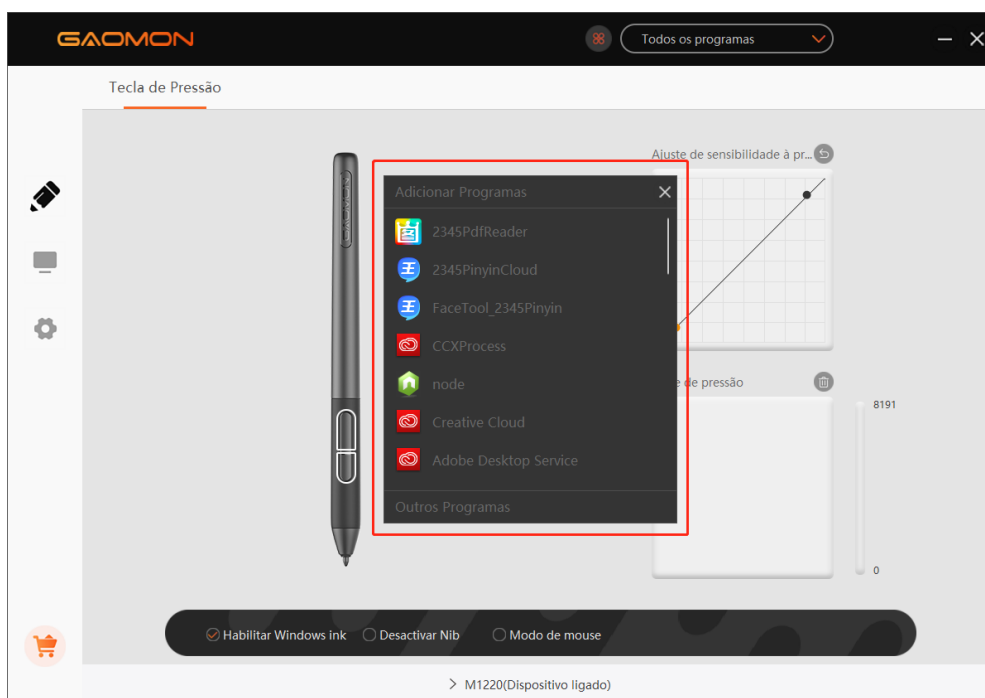 GAOMON
Todos os programas
Tecla de Pressão
Ajuste de sensibilidade à pr...
Adicionar Programas
2345PdfReader
2345PinyinCloud
FaceTool_2345Pinyin
CCXProcess
node
Creative Cloud
Adobe Desktop Service
Outros Programas
e de pressão
8191
0
GAOMON
Habilitar Windows ink
Desactivar Nib
Modo de mouse
M1220(Dispositivo ligado)